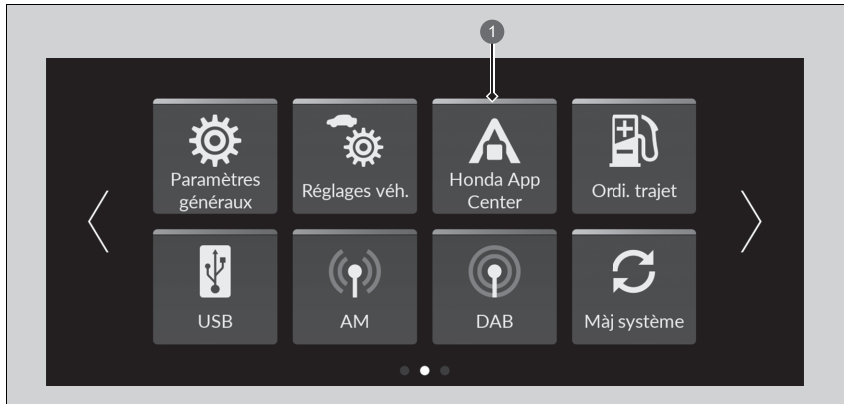 1
Paramètres
généraux
Réglages véh.
Honda App
Center
Ordi. trajet
USB
AM
DAB
Màj système